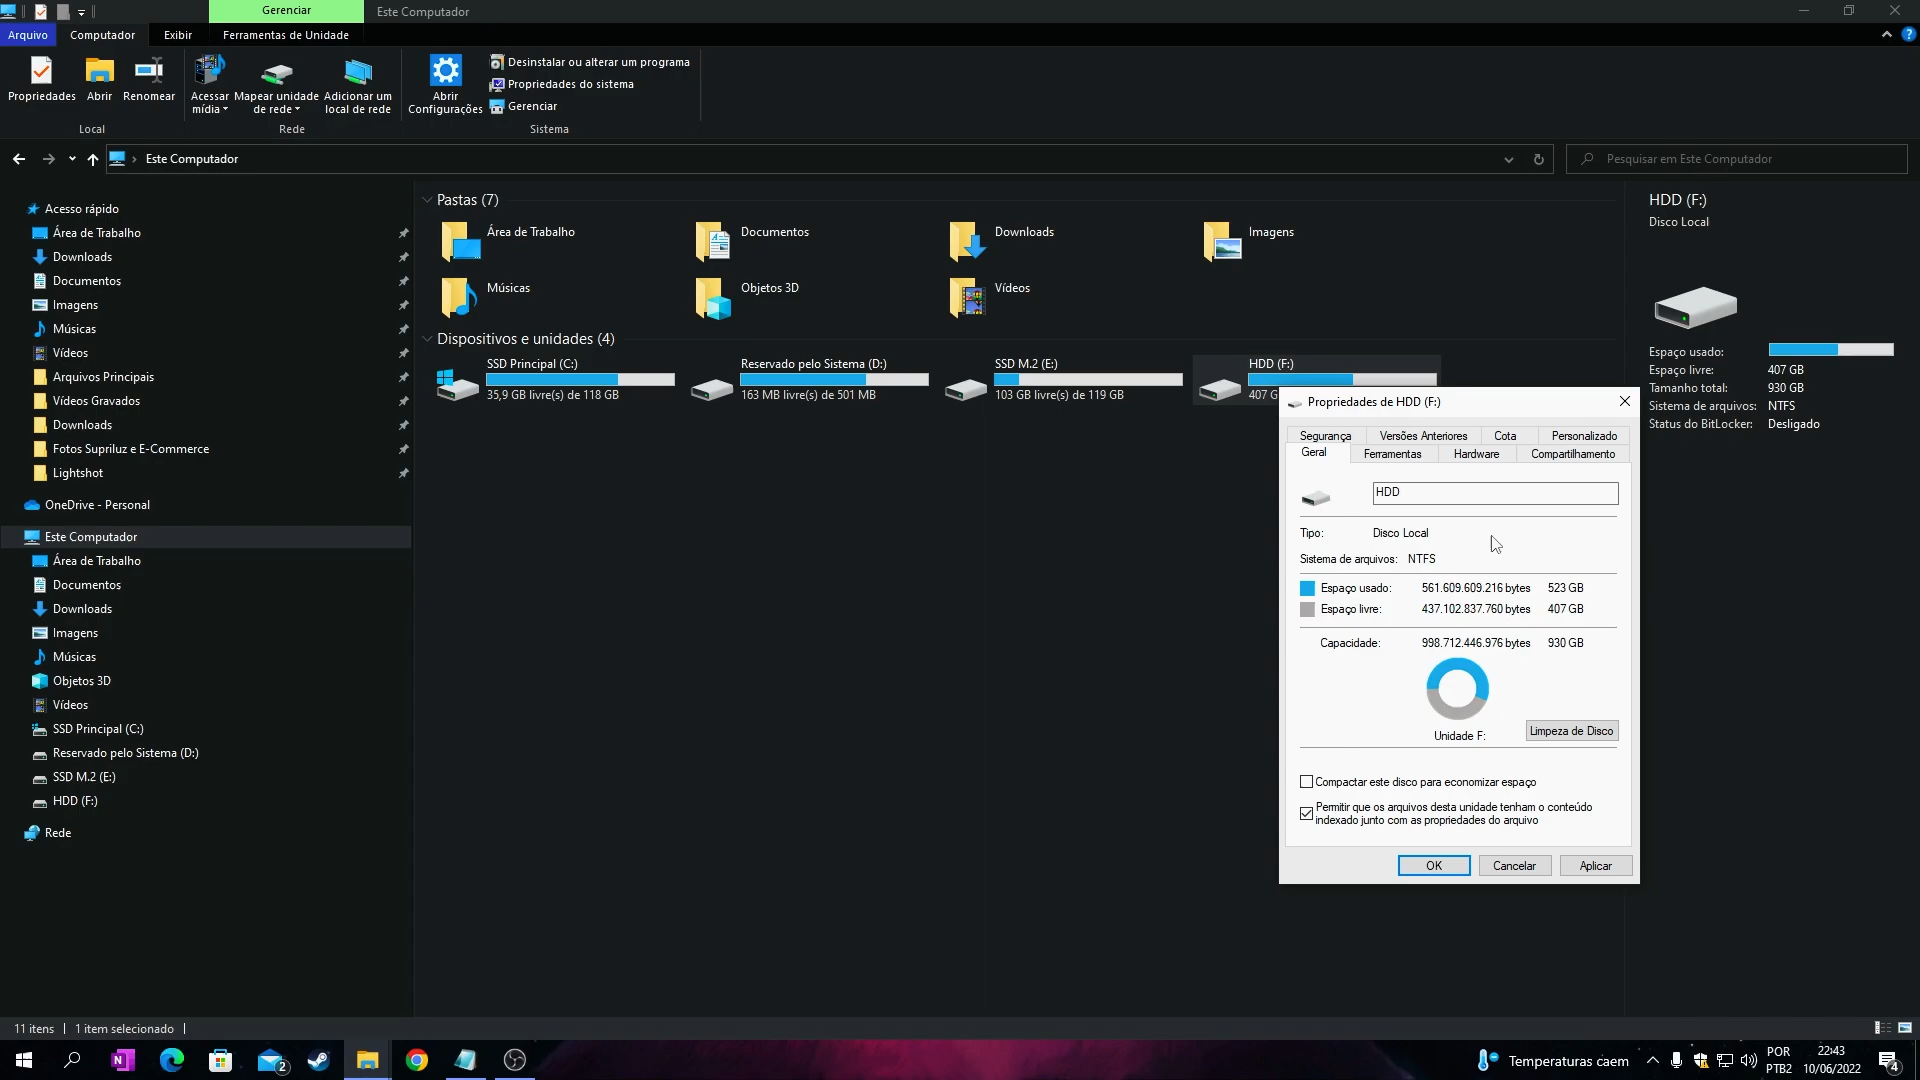 Gerenciar
Este Computador
Arquivo
Computador
Exibir
Ferramentas de Unidade
Propriedades
Abrir
Renomear
Acessar mídia
Mapear unidade de rede
Adicionar um local de rede
Abrir Configurações
Desinstalar ou alterar um programa
Propriedades do sistema
Gerenciar
Local
Rede
Sistema
Este Computador
Pesquisar em Este Computador
Acesso rápido
Área de Trabalho
Downloads
Documentos
Imagens
Músicas
Vídeos
Arquivos Principais
Vídeos Gravados
Downloads
Fotos Supriluz e E-Commerce
Lightshot
OneDrive - Personal
Este Computador
Área de Trabalho
Documentos
Downloads
Imagens
Músicas
Objetos 3D
Vídeos
SSD Principal (C:)
Reservado pelo Sistema (D:)
SSD M.2 (E:)
HDD (F:)
Rede
Pastas (7)
Área de Trabalho
Documentos
Downloads
Imagens
Músicas
Objetos 3D
Vídeos
Dispositivos e unidades (4)
SSD Principal (C:)
35,9 GB livre(s) de 118 GB
Reservado pelo Sistema (D:)
163 MB livre(s) de 501 MB
SSD M.2 (E:)
103 GB livre(s) de 119 GB
HDD (F:)
407 G
Propriedades de HDD (F:)
Segurança
Versões Anteriores
Cota
Personalizado
Geral
Ferramentas
Hardware
Compartilhamento
HDD
Tipo: Disco Local
Sistema de arquivos: NTFS
Espaço usado: 561.609.609.216 bytes 523 GB
Espaço livre: 437.102.837.760 bytes 407 GB
Capacidade: 998.712.446.976 bytes 930 GB
Unidade F:
Limpeza de Disco
Compactar este disco para economizar espaço
Permitir que os arquivos desta unidade tenham o conteúdo
indexado junto com as propriedades do arquivo
OK
Cancelar
Aplicar
HDD (F:)
Disco Local
Espaço usado:
Espaço livre: 407 GB
Tamanho total: 930 GB
Sistema de arquivos: NTFS
Status do BitLocker: Desligado
11 itens
1 item selecionado
2
Temperaturas caem
POR
PTB2
22:43
10/06/2022
4